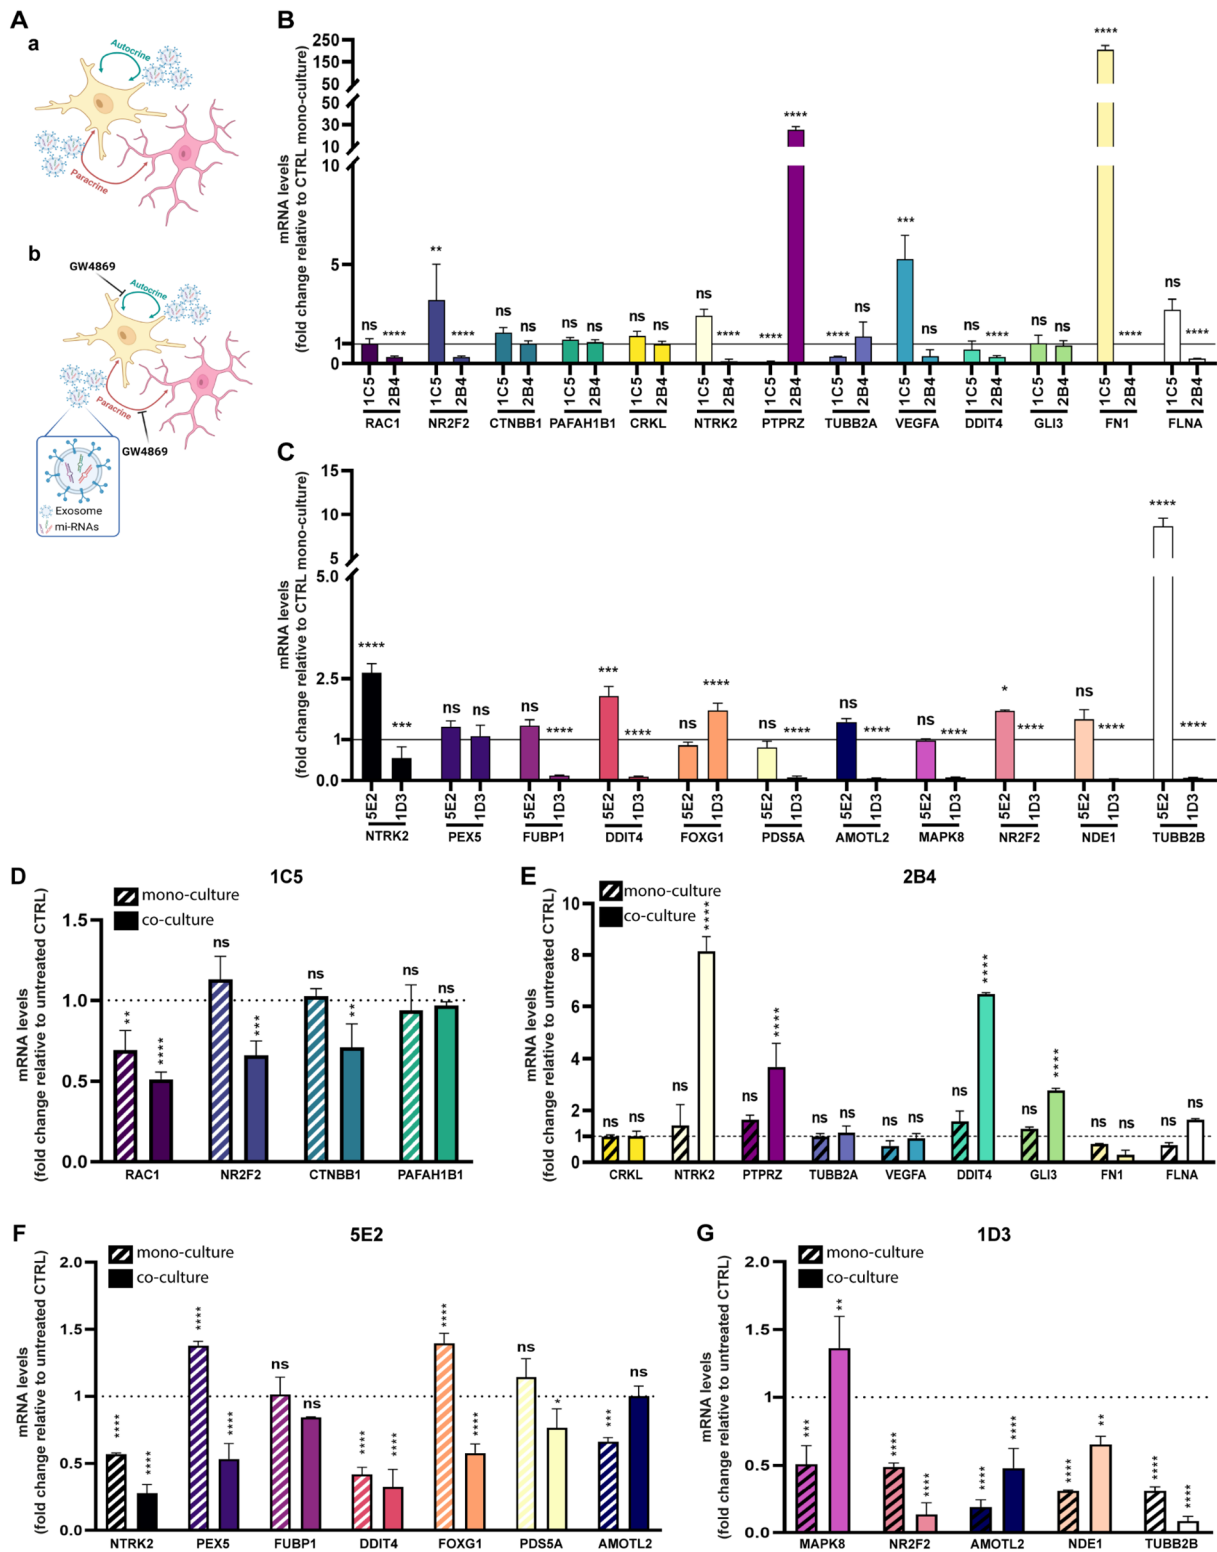 A
a
Autocrine
Paracrine
b
GW4869
Autocrine
Paracrine
GW4869
Exosome
mi-RNAs
B
mRNA levels
(fold change relative to CTRL mono-culture)
250
150
50
50
30
10
10
5
1
0
ns **** ** **** ns ns ns ns ns ns ns **** **** **** **** ns *** ns ns **** ns ns **** **** ns ****
1C5 2B4 1C5 2B4 1C5 2B4 1C5 2B4 1C5 2B4 1C5 2B4 1C5 2B4 1C5 2B4 1C5 2B4 1C5 2B4 1C5 2B4 1C5 2B4 1C5 2B4
RAC1 NR2F2 CTNBB1 PAFAH1B1 CRKL NTRK2 PTPRZ TUBB2A VEGFA DDIT4 GLI3 FN1 FLNA
C
mRNA levels
(fold change relative to CTRL mono-culture)
15
10
5
5.0
2.5
1
0.0
**** *** ns ns ns **** *** **** ns **** ns **** ns **** ns **** * **** ns **** **** ****
5E2 1D3 5E2 1D3 5E2 1D3 5E2 1D3 5E2 1D3 5E2 1D3 5E2 1D3 5E2 1D3 5E2 1D3 5E2 1D3 5E2 1D3
NTRK2 PEX5 FUBP1 DDIT4 FOXG1 PDS5A AMOTL2 MAPK8 NR2F2 NDE1 TUBB2B
D
1C5
mono-culture
co-culture
mRNA levels
(fold change relative to untreated CTRL)
1.5
1.0
0.5
0.0
** **** ns *** ns ** ns ns
RAC1 NR2F2 CTNBB1 PAFAH1B1
E
2B4
mono-culture
co-culture
mRNA levels
(fold change relative to untreated CTRL)
10
8
6
4
2
1
0
ns ns ns **** ns **** ns ns ns ns ns **** ns **** ns ns ns ns
CRKL NTRK2 PTPRZ TUBB2A VEGFA DDIT4 GLI3 FN1 FLNA
F
5E2
mono-culture
co-culture
mRNA levels
(fold change relative to untreated CTRL)
2.0
1.5
1
0.5
0.0
**** **** **** **** ns ns **** **** **** **** ns * *** ns
NTRK2 PEX5 FUBP1 DDIT4 FOXG1 PDS5A AMOTL2
G
1D3
mono-culture
co-culture
mRNA levels
(fold change relative to untreated CTRL)
2.0
1.5
1
0.5
0.0
*** ** **** **** **** **** **** ** **** ****
MAPK8 NR2F2 AMOTL2 NDE1 TUBB2B